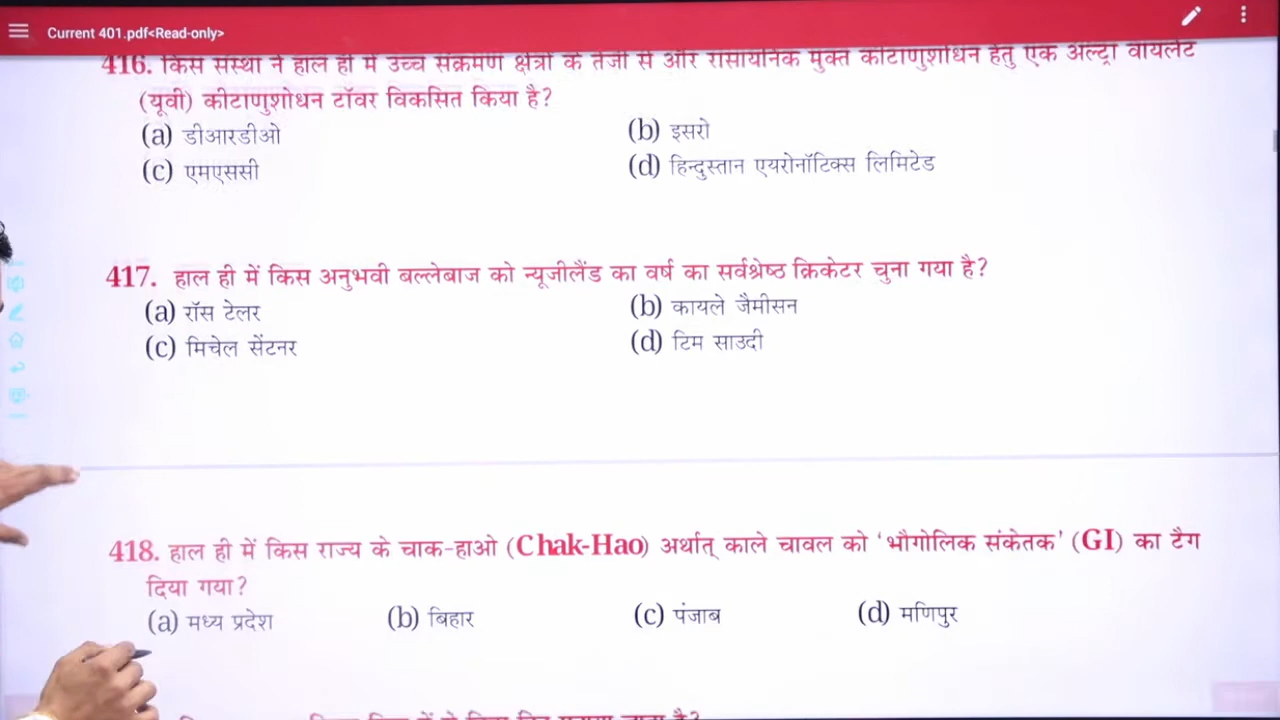 Current 401.pdf<Read-only>
416. किस संस्था ने हाल ही में उच्च संक्रमण क्षेत्रों के तेजी से और रासायनिक मुक्त कीटाणुशोधन हेतु एक अल्ट्रा वायलेट
(यूवी) कीटाणुशोधन टॉवर विकसित किया है?
(a) डीआरडीओ (b) इसरो
(c) एमएससी (d) हिन्दुस्तान एयरोनॉटिक्स लिमिटेड
417. हाल ही में किस अनुभवी बल्लेबाज को न्यूजीलैंड का वर्ष का सर्वश्रेष्ठ क्रिकेटर चुना गया है?
(a) रॉस टेलर (b) कायले जैमीसन
(c) मिचेल सेंटनर (d) टिम साउदी
418. हाल ही में किस राज्य के चाक-हाओ (Chak-Hao) अर्थात् काले चावल को 'भौगोलिक संकेतक' (GI) का टैग
दिया गया?
(a) मध्य प्रदेश (b) बिहार (c) पंजाब (d) मणिपुर